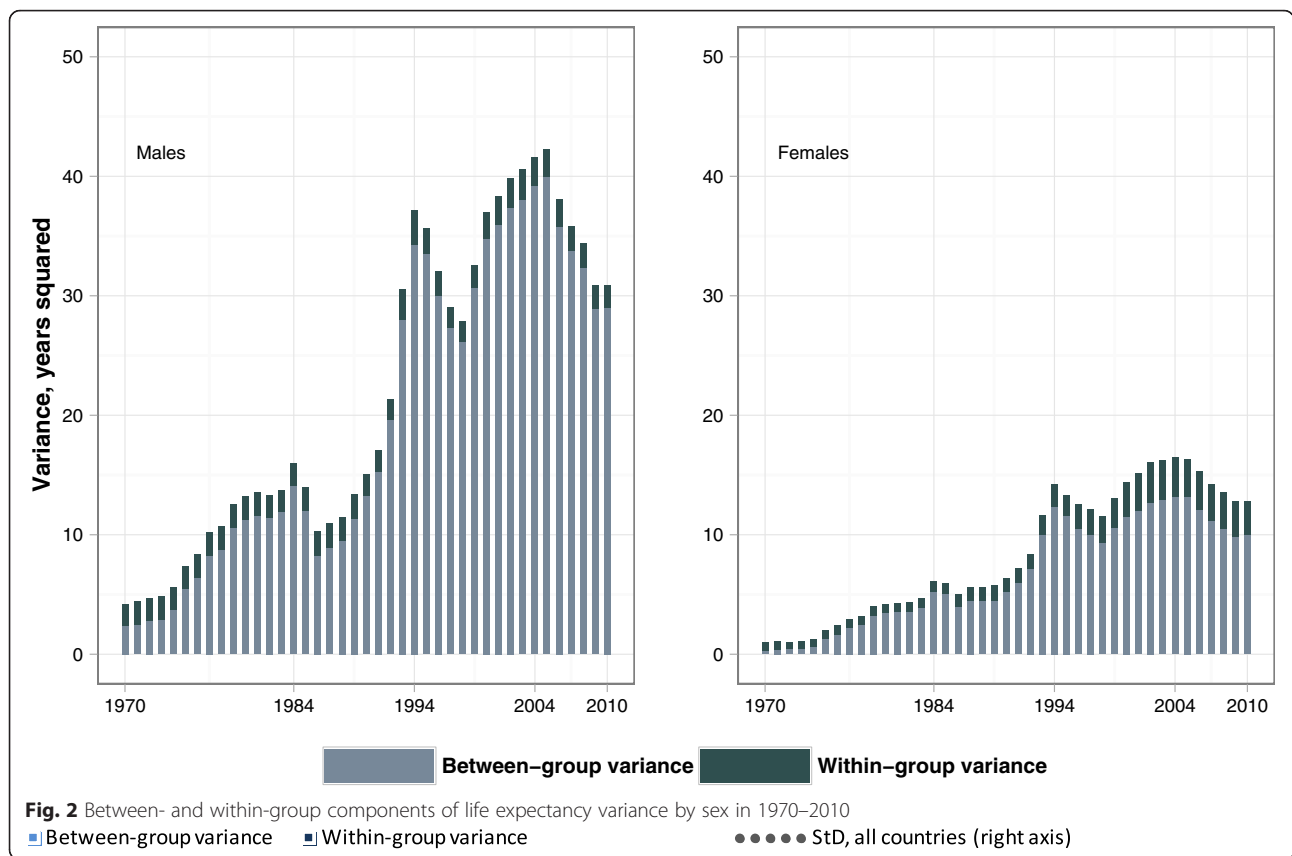 50
40
30
20
10
0
Variance, years squared
Males
1970
1984
1994
2004
2010
50
40
30
20
10
0
Females
1970
1984
1994
2004
2010
Between−group variance
Within−group variance
Fig. 2 Between- and within-group components of life expectancy variance by sex in 1970–2010
Between-group variance
Within-group variance
StD, all countries (right axis)